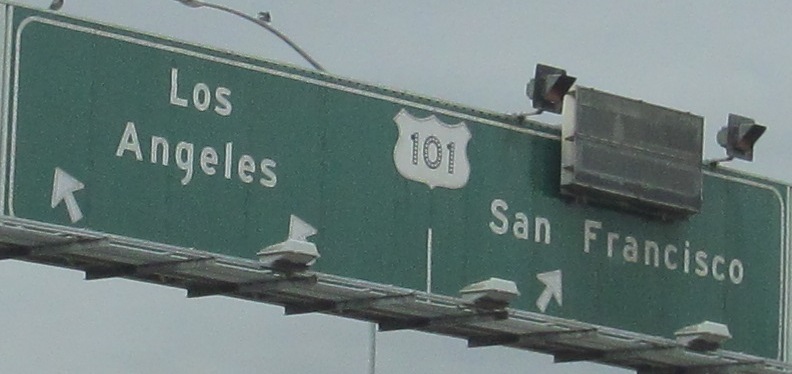 Los
Angeles
101
San Francisco